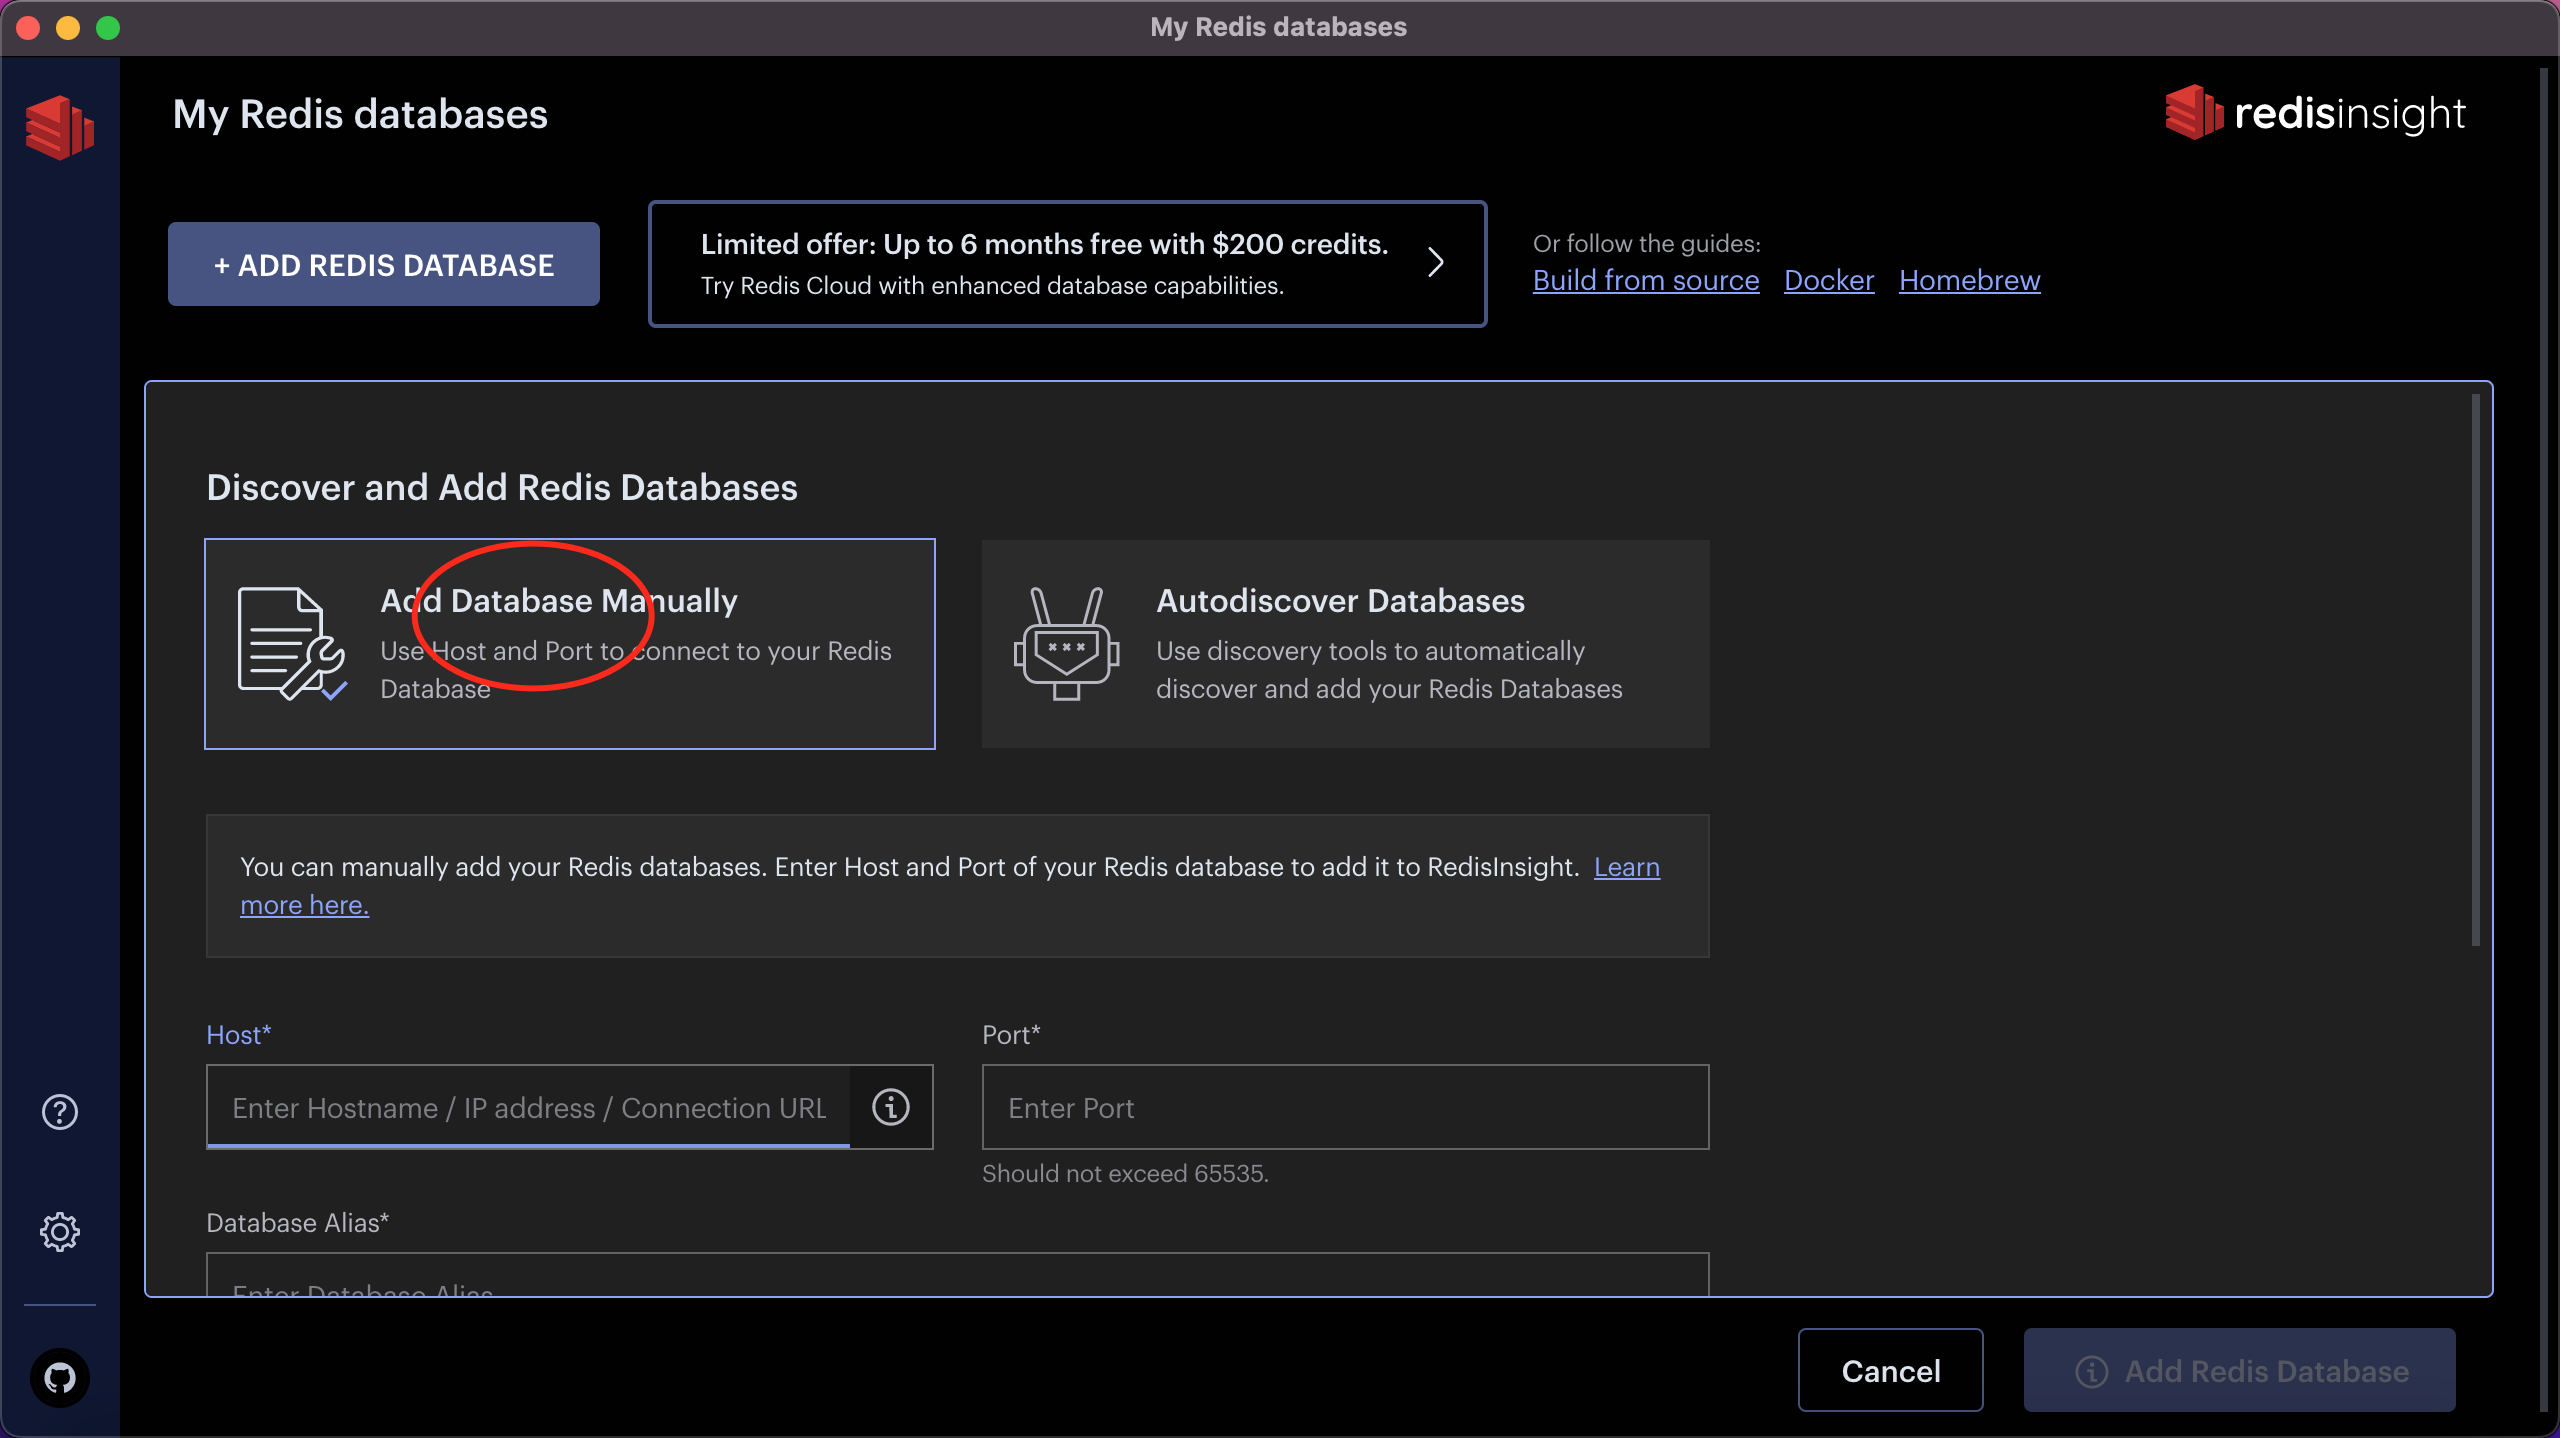 My Redis databases
My Redis databases
redisinsight
+ ADD REDIS DATABASE
Limited offer: Up to 6 months free with $200 credits.
Try Redis Cloud with enhanced database capabilities.
Or follow the guides:
Build from source Docker Homebrew
Discover and Add Redis Databases
Add Database Manually
Use Host and Port to connect to your Redis
Database
Autodiscover Databases
Use discovery tools to automatically
discover and add your Redis Databases
You can manually add your Redis databases. Enter Host and Port of your Redis database to add it to RedisInsight. Learn
more here.
Host*
Enter Hostname / IP address / Connection URL
Port*
Enter Port
Should not exceed 65535.
Database Alias*
Enter Database Alias
Cancel
Add Redis Database